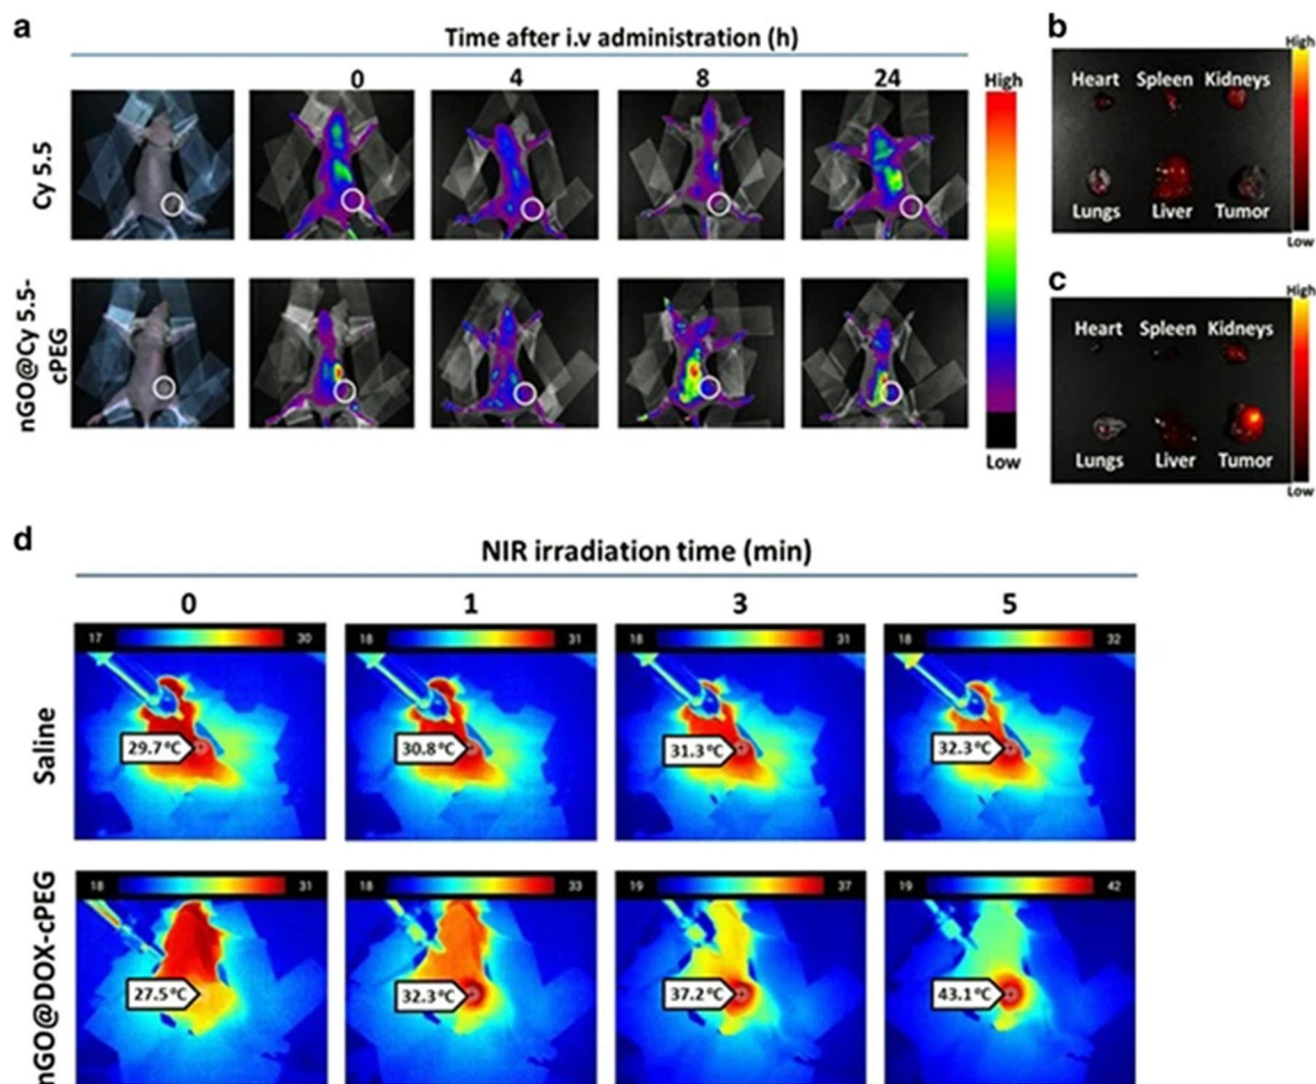 a
Time after i.v administration (h)
0 4 8 24
High
Cy 5.5
nGO@Cy 5.5-
cPEG
Low
b
High
Heart Spleen Kidneys
Lungs Liver Tumor
Low
c
High
Heart Spleen Kidneys
Lungs Liver Tumor
Low
d
NIR irradiation time (min)
0 1 3 5
Saline
17 30 18 31 18 31 18 32
29.7°C 30.8°C 31.3°C 32.3°C
nGO@DOX-cPEG
18 31 18 33 19 37 19 42
27.5°C 32.3°C 37.2°C 43.1°C